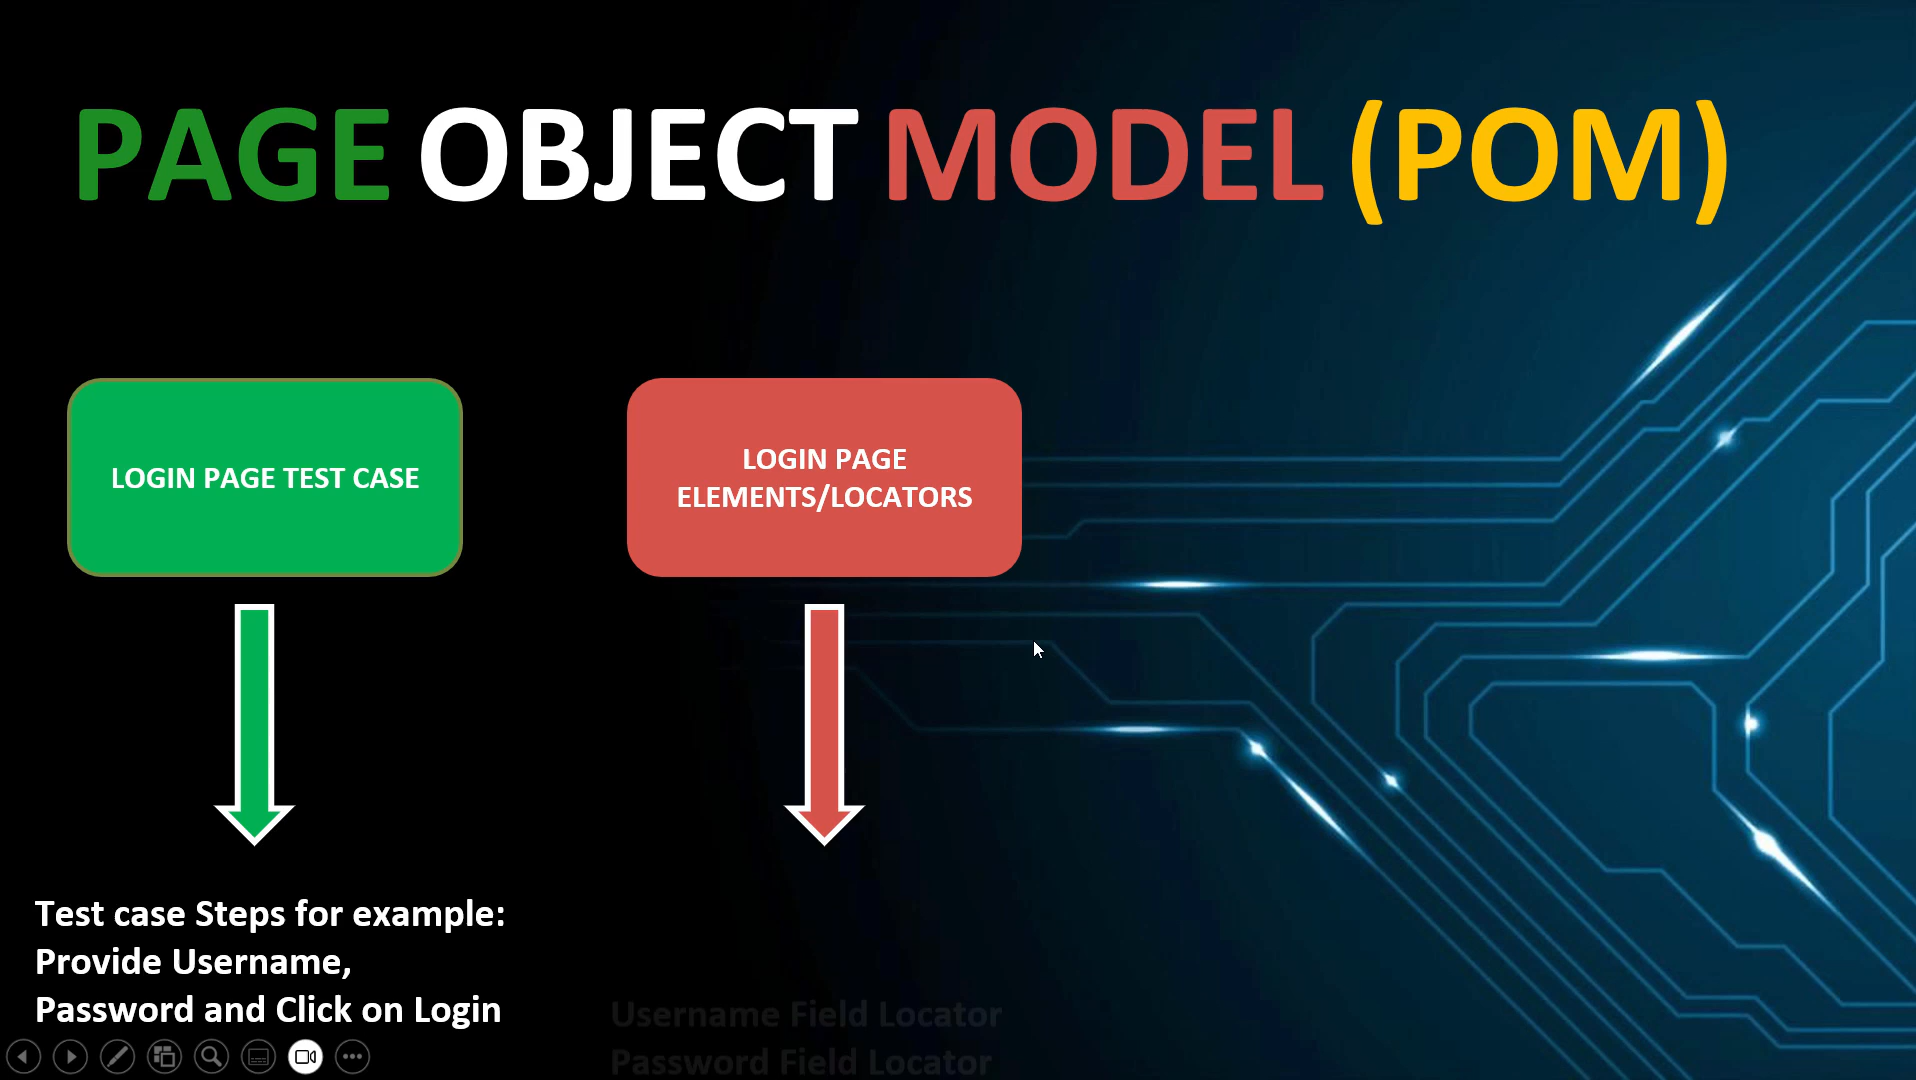 PAGE OBJECT MODEL (POM)
LOGIN PAGE TEST CASE
LOGIN PAGE
ELEMENTS/LOCATORS
Test case Steps for example:
Provide Username,
Password and Click on Login
Username Field Locator
Password Field Locator